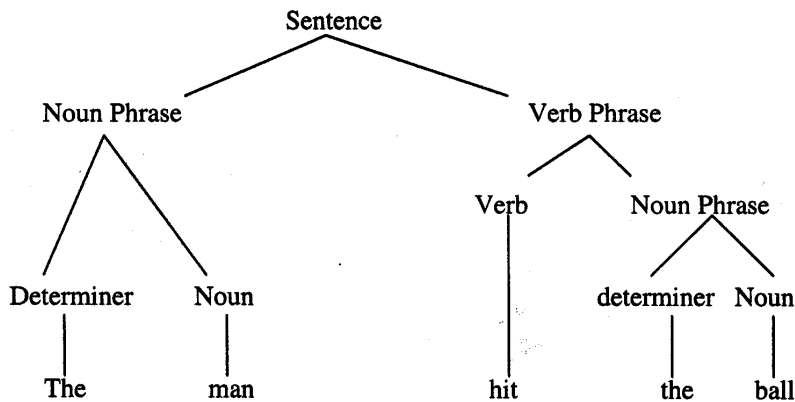 Sentence
Noun Phrase Verb Phrase
Verb Noun Phrase
Determiner Noun determiner Noun
The man hit the ball